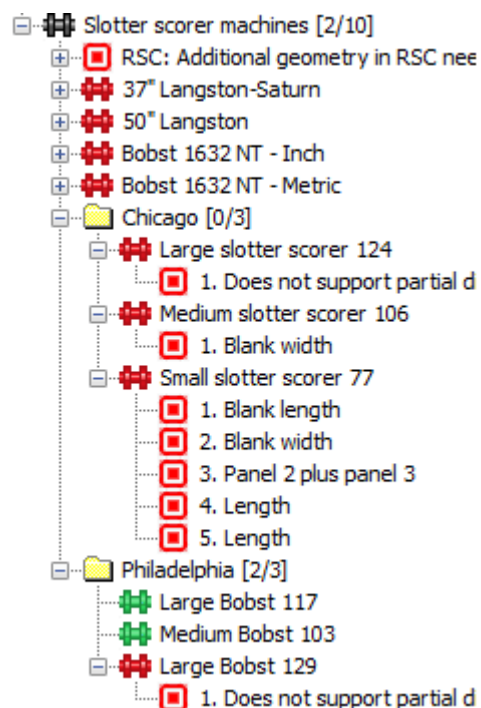 Slotter scorer machines [2/10]
RSC: Additional geometry in RSC nee
37" Langston-Saturn
50" Langston
Bobst 1632 NT - Inch
Bobst 1632 NT - Metric
Chicago [0/3]
Large slotter scorer 124
1. Does not support partial d
Medium slotter scorer 106
1. Blank width
Small slotter scorer 77
1. Blank length
2. Blank width
3. Panel 2 plus panel 3
4. Length
5. Length
Philadelphia [2/3]
Large Bobst 117
Medium Bobst 103
Large Bobst 129
1. Does not support partial d